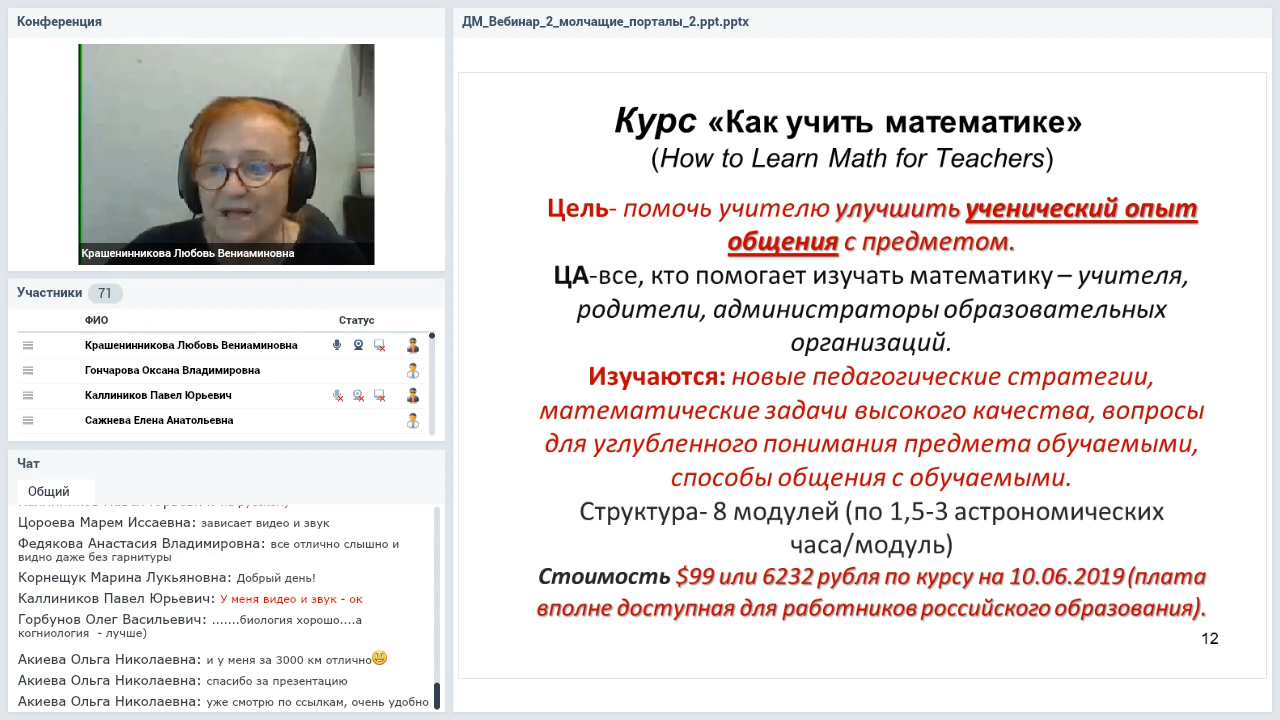 Конференция
Крашенинникова Любовь Вениаминовна
Участники 71
ФИО Статус
Крашенинникова Любовь Вениаминовна
Гончарова Оксана Владимировна
Каллиников Павел Юрьевич
Сажнева Елена Анатольевна
Чат
Общий
Цороева Марем Иссаевна: зависает видео и звук
Федякова Анастасия Владимировна: все отлично слышно и
видно даже без гарнитуры
Корнещук Марина Лукьяновна: Добрый день!
Каллиников Павел Юрьевич: У меня видео и звук - ок
Горбунов Олег Васильевич: .......биология хорошо....а
когниология - лучше)
Акиева Ольга Николаевна: и у меня за 3000 км отлично
Акиева Ольга Николаевна: спасибо за презентацию
Акиева Ольга Николаевна: уже смотрю по ссылкам, очень удобно
ДМ_Вебинар_2_молчащие_порталы_2.ppt.pptx
Курс «Как учить математике»
(How to Learn Math for Teachers)
Цель- помочь учителю улучшить ученический опыт
общения с предметом.
ЦА-все, кто помогает изучать математику – учителя,
родители, администраторы образовательных
организаций.
Изучаются: новые педагогические стратегии,
математические задачи высокого качества, вопросы
для углубленного понимания предмета обучаемыми,
способы общения с обучаемыми.
Структура- 8 модулей (по 1,5-3 астрономических
часа/модуль)
Стоимость $99 или 6232 рубля по курсу на 10.06.2019 (плата
вполне доступная для работников российского образования).
12